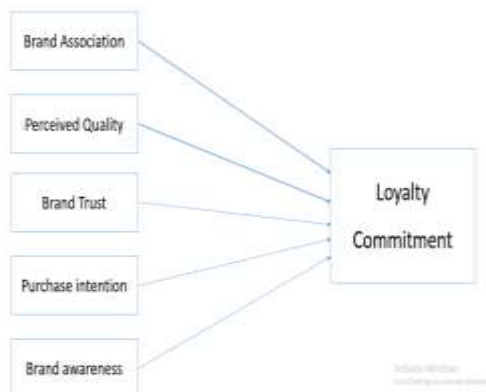 Brand Association
Perceived Quality
Brand Trust
Purchase intention
Brand awareness
Loyalty
Commitment